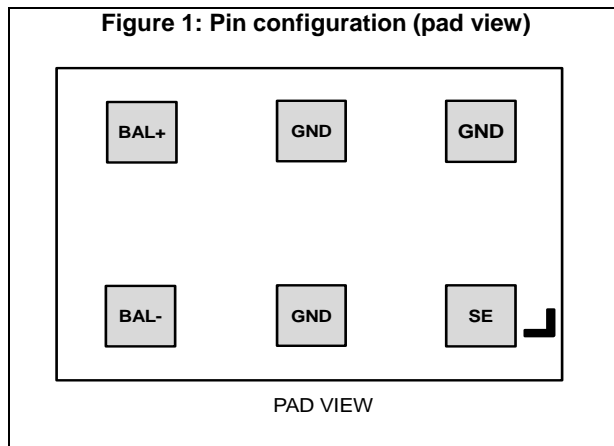 Figure 1: Pin configuration (pad view)
BAL+ GND GND
BAL- GND SE
PAD VIEW